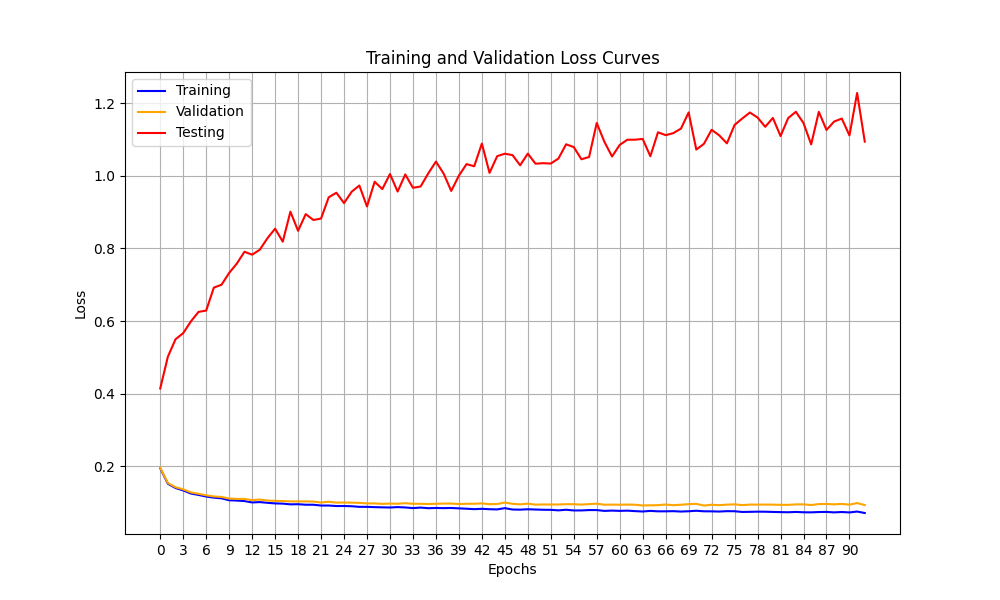 Training and Validation Loss Curves
Training
Validation
Testing
1.2
1.0
0.8
0.6
0.4
0.2
Loss
0 3 6 9 12 15 18 21 24 27 30 33 36 39 42 45 48 51 54 57 60 63 66 69 72 75 78 81 84 87 90
Epochs